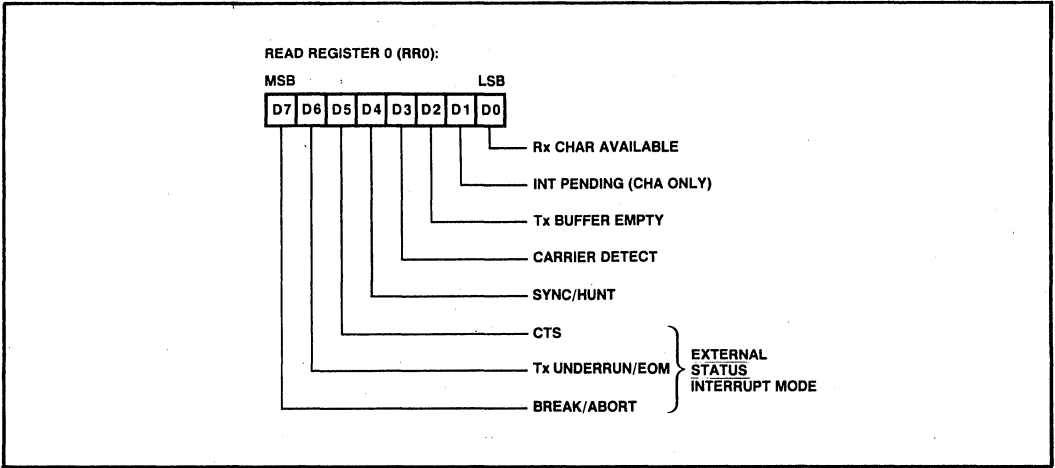 READ REGISTER 0 (RR0):
MSB LSB
D7 D6 D5 D4 D3 D2 D1 D0
Rx CHAR AVAILABLE
INT PENDING (CHA ONLY)
Tx BUFFER EMPTY
CARRIER DETECT
SYNC/HUNT
CTS
Tx UNDERRUN/EOM
BREAK/ABORT
EXTERNAL
STATUS
INTERRUPT MODE